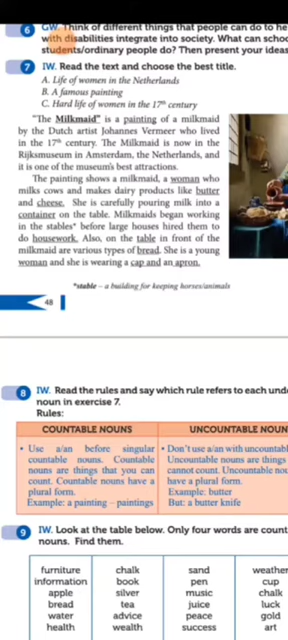 6 GW. Think of different things that people can do to he
with disabilities integrate into society. What can scho
students/ordinary people do? Then present your ideas
7 IW. Read the text and choose the best title.
A. Life of women in the Netherlands
B. A famous painting
C. Hard life of women in the 17th century
"The Milkmaid" is a painting of a milkmaid
by the Dutch artist Johannes Vermeer who lived
in the 17th century. The Milkmaid is now in the
Rijksmuseum in Amsterdam, the Netherlands, and
it is one of the museum's best attractions.
The painting shows a milkmaid, a woman who
milks cows and makes dairy products like butter
and cheese. She is carefully pouring milk into a
container on the table. Milkmaids began working
in the stables* before large houses hired them to
do housework. Also, on the table in front of the
milkmaid are various types of bread. She is a young
woman and she is wearing a cap and an apron.
*stable – a building for keeping horses/animals
48
8 IW. Read the rules and say which rule refers to each unde
noun in exercise 7.
Rules:
COUNTABLE NOUNS UNCOUNTABLE NOUN
• Use a/an before singular
countable nouns. Countable
nouns are things that you can
count. Countable nouns have a
plural form.
Example: a painting – paintings
• Don't use a/an with uncountabl
Uncountable nouns are things
cannot count. Uncountable nou
have a plural form.
Example: butter
But: a butter knife
9 IW. Look at the table below. Only four words are count
nouns. Find them.
furniture chalk sand weather
information book pen cup
apple silver music chalk
bread tea juice luck
water advice peace gold
health wealth success art